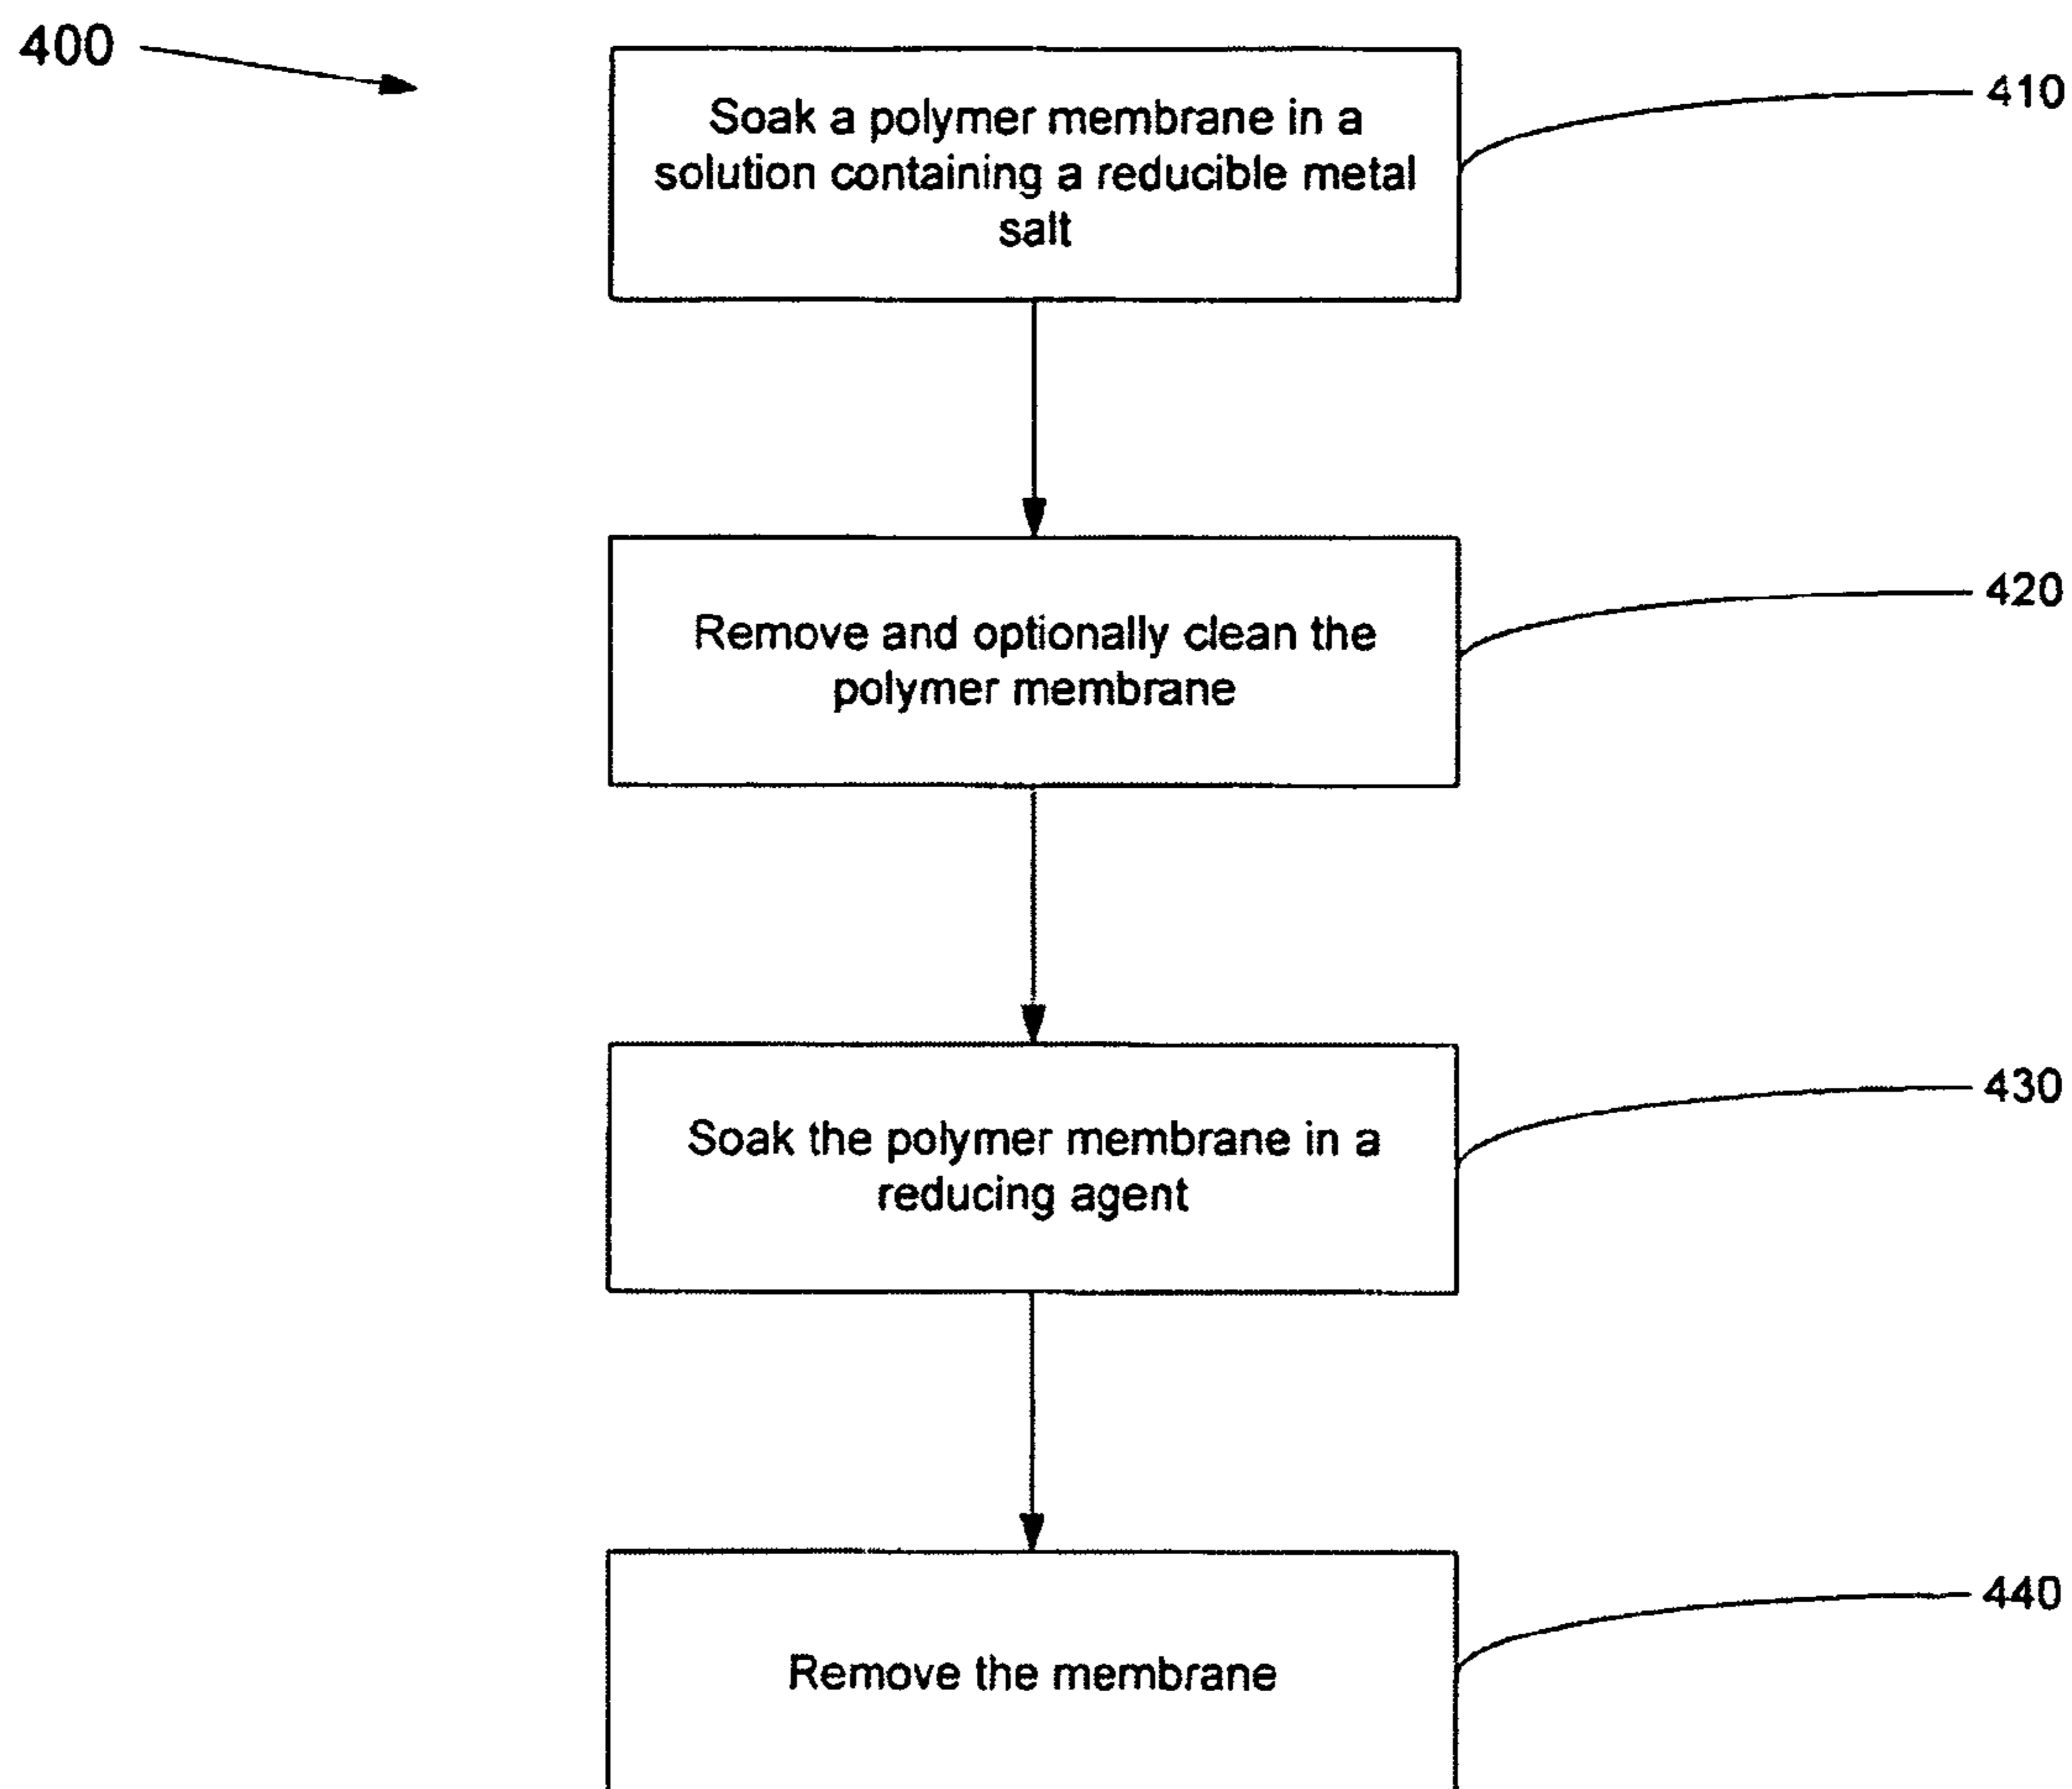 400
Soak a polymer membrane in a
solution containing a reducible metal
salt
410
Remove and optionally clean the
polymer membrane
420
Soak the polymer membrane in a
reducing agent
430
Remove the membrane
440